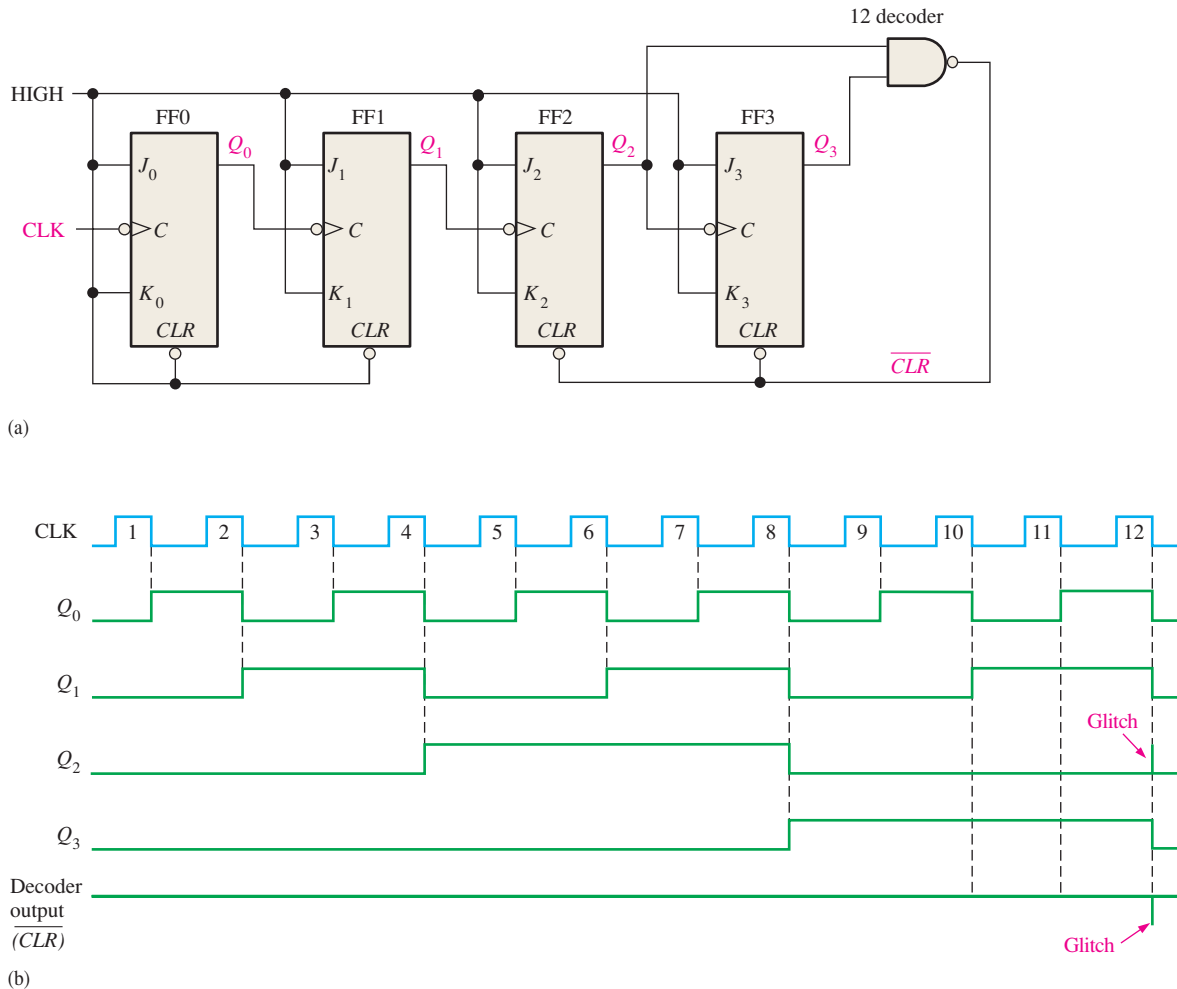 12 decoder
HIGH
FF0 FF1 FF2 FF3
Q0 Q1 Q2 Q3
J0 J1 J2 J3
CLK C C C C
K0 K1 K2 K3
CLR CLR CLR CLR
CLR
(a)
CLK 1 2 3 4 5 6 7 8 9 10 11 12
Q0
Q1
Glitch
Q2
Q3
Decoder
output
(CLR)
Glitch
(b)